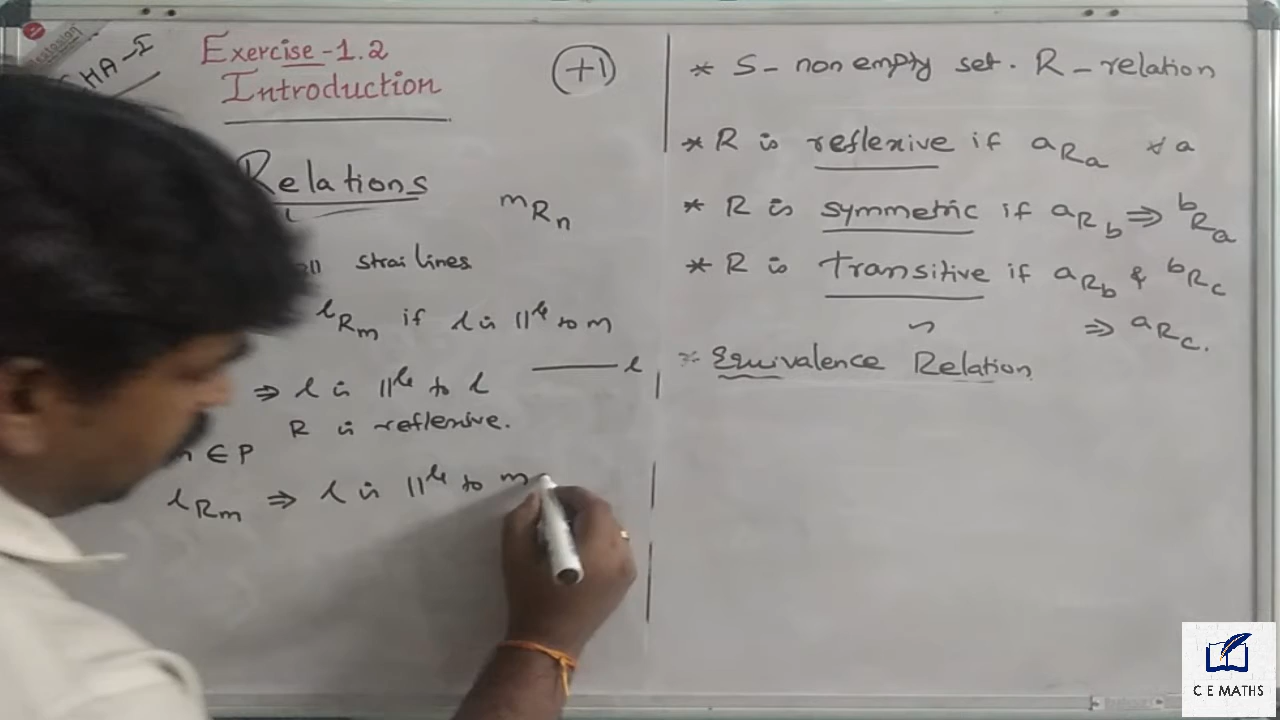 CHA-I
Exercise-1.2
Introduction
+1
Relations
mRn
strai lines
lRm if l is ||le to m
⇒ l is ||le to l
l
R is reflexive.
∈ P
lRm ⇒ l is ||le to m
* S - non empty set. R - relation
* R is reflexive if aRa ∀ a
* R is symmetric if aRb ⇒ bRa
* R is transitive if aRb & bRc
⇒ aRc.
* Equivalence Relation
C E MATHS